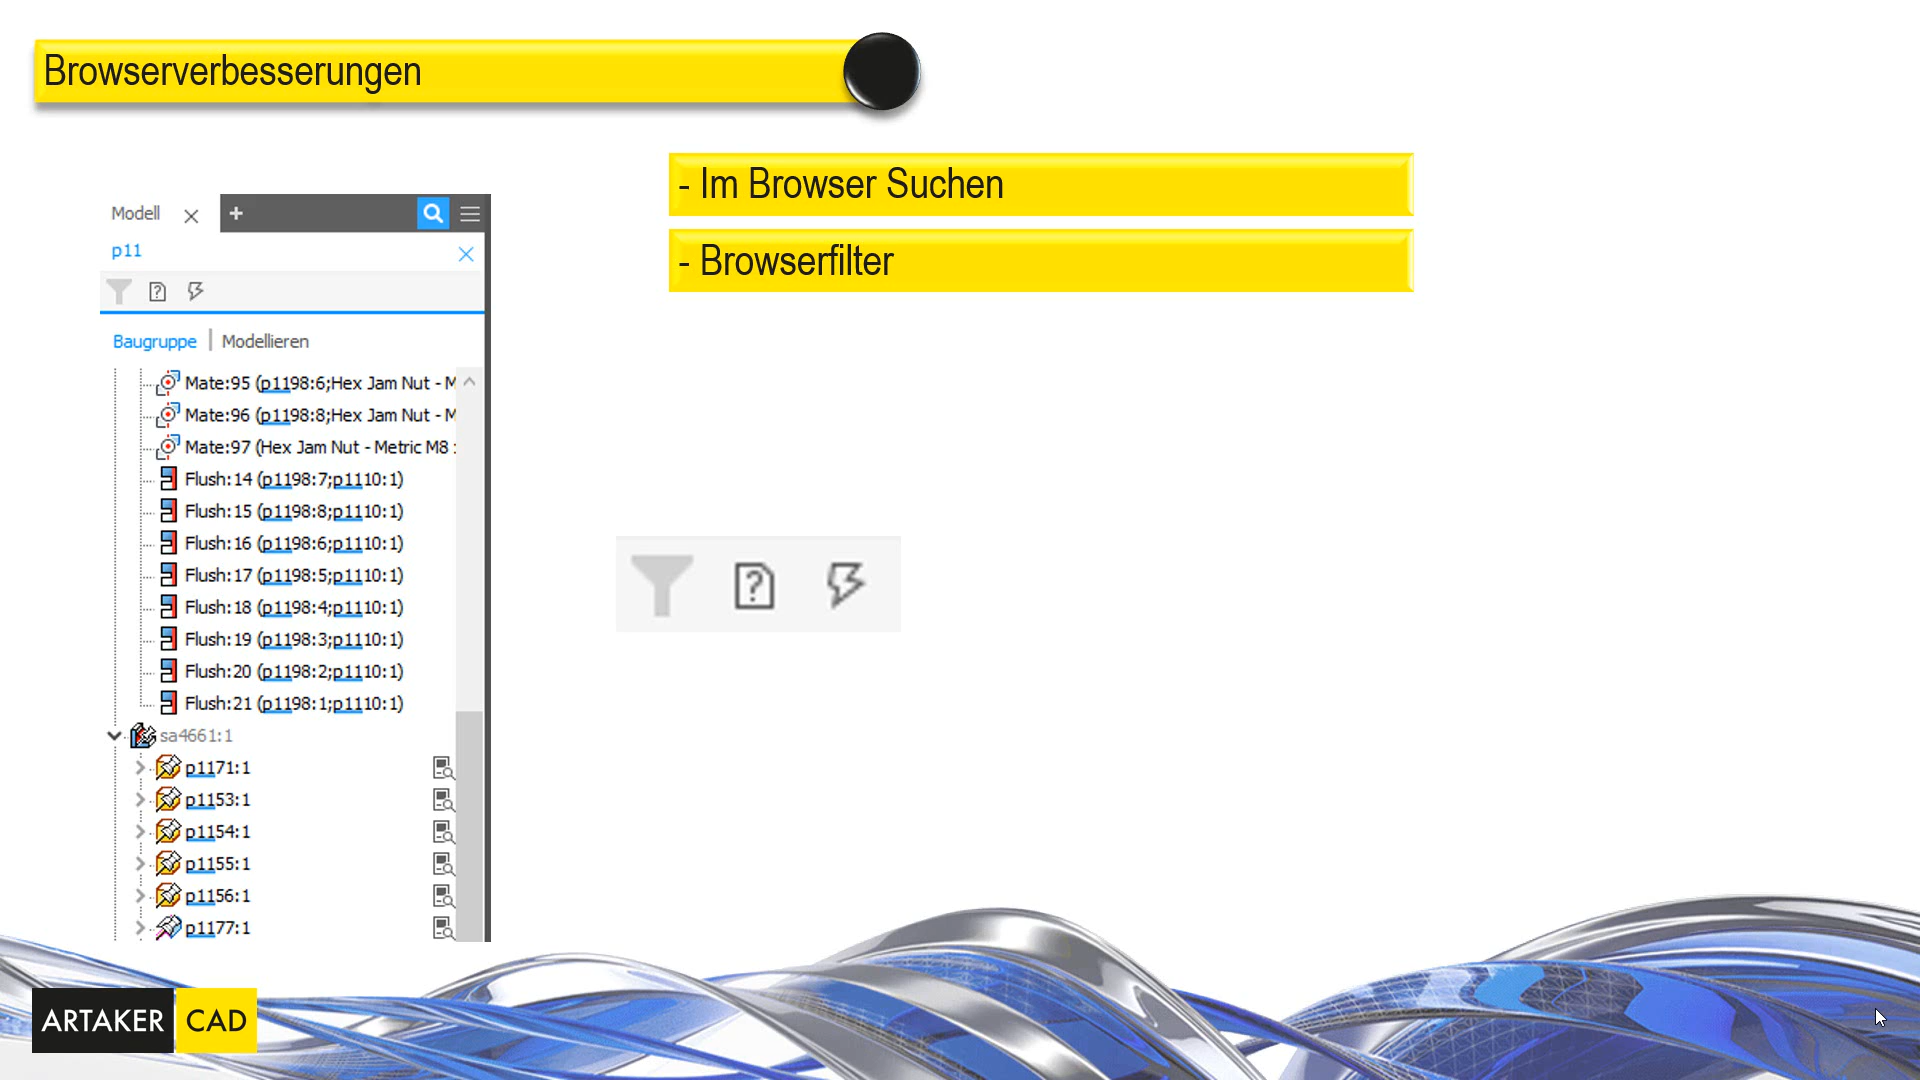 Browserverbesserungen
- Im Browser Suchen
- Browserfilter
Modell
p11
Baugruppe | Modellieren
Mate:95 (p1198:6;Hex Jam Nut - M
Mate:96 (p1198:8;Hex Jam Nut - M
Mate:97 (Hex Jam Nut - Metric M8 :
Flush:14 (p1198:7;p1110:1)
Flush:15 (p1198:8;p1110:1)
Flush:16 (p1198:6;p1110:1)
Flush:17 (p1198:5;p1110:1)
Flush:18 (p1198:4;p1110:1)
Flush:19 (p1198:3;p1110:1)
Flush:20 (p1198:2;p1110:1)
Flush:21 (p1198:1;p1110:1)
sa4661:1
p1171:1
p1153:1
p1154:1
p1155:1
p1156:1
p1177:1
ARTAKER CAD